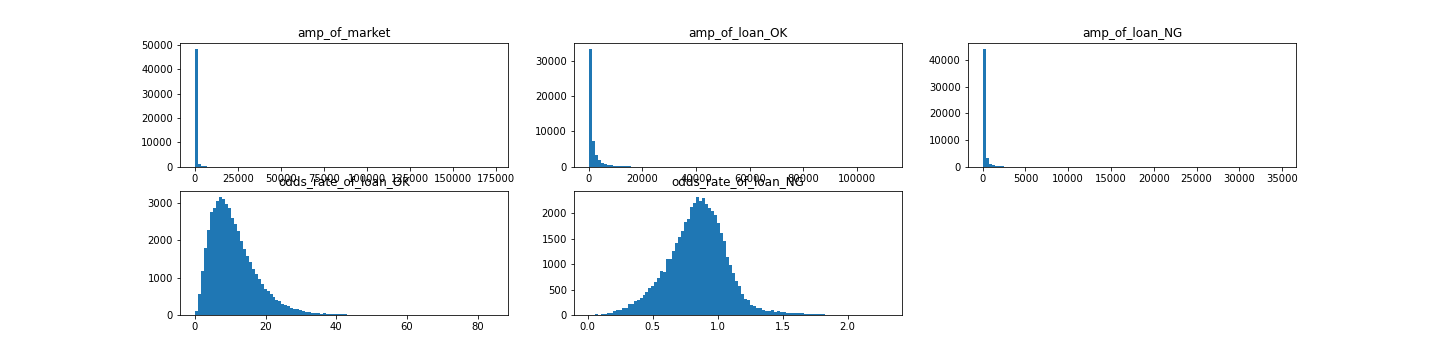 amp_of_market
amp_of_loan_OK
amp_of_loan_NG
50000
40000
30000
20000
10000
0
0 25000 50000 75000 100000 125000 150000 175000
30000
20000
10000
0
0 20000 40000 60000 80000 100000
40000
30000
20000
10000
0
0 5000 10000 15000 20000 25000 30000 35000
odds_rate_of_loan_OK
odds_rate_of_loan_NG
3000
2000
1000
0
0 20 40 60 80
2000
1500
1000
500
0
0.0 0.5 1.0 1.5 2.0